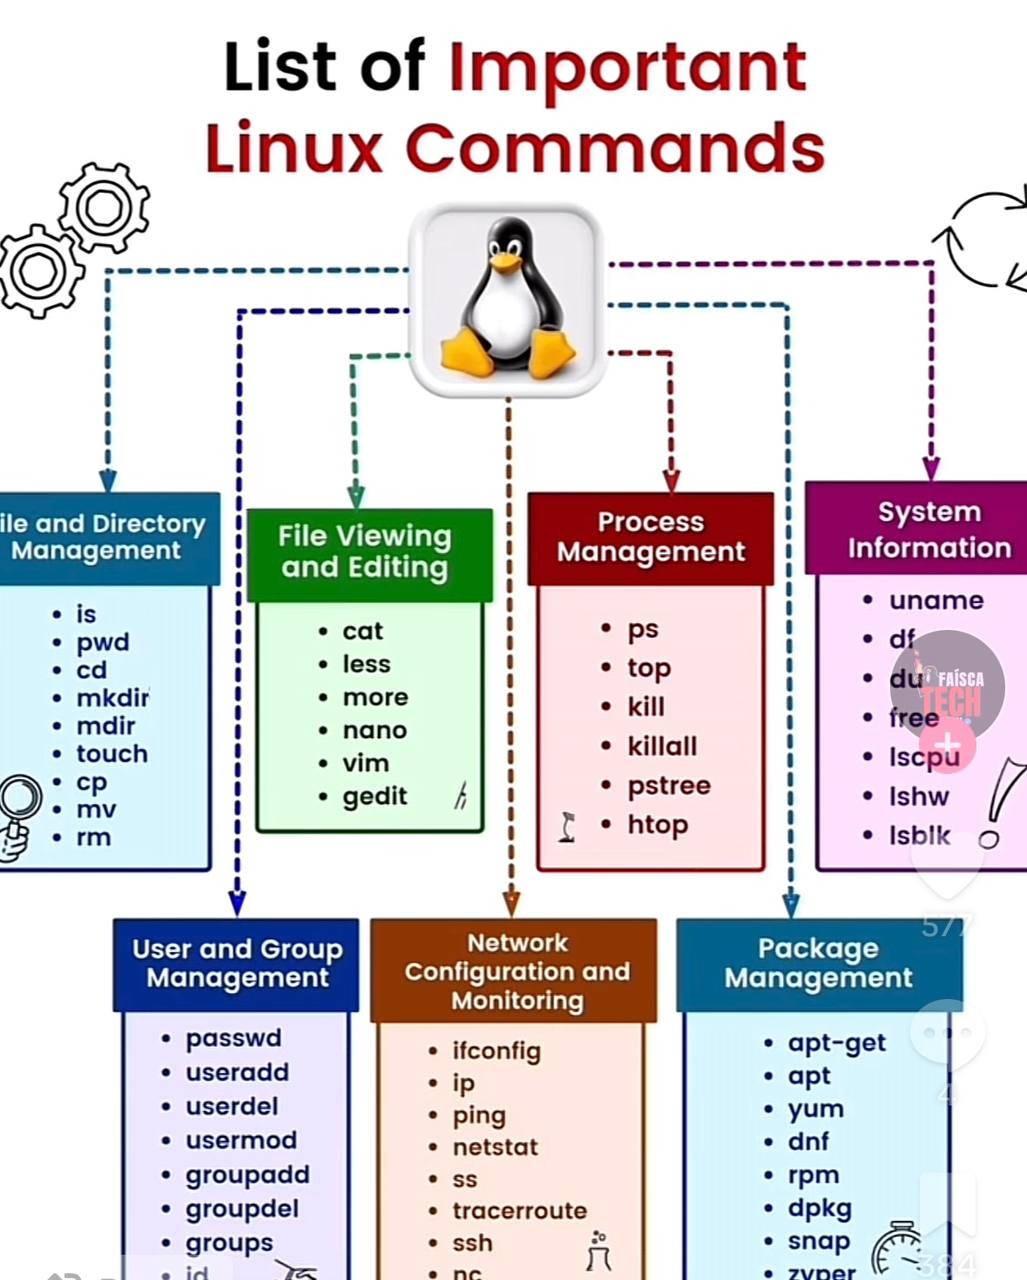 List of Important
Linux Commands
ile and Directory
Management
• is
• pwd
• cd
• mkdir
• mdir
• touch
• cp
• mv
• rm
File Viewing
and Editing
• cat
• less
• more
• nano
• vim
• gedit
Process
Management
• ps
• top
• kill
• killall
• pstree
• htop
System
Information
• uname
• df
• du
• free
• lscpu
• lshw
• lsblk
FAÍSCA
TECH
577
User and Group
Management
• passwd
• useradd
• userdel
• usermod
• groupadd
• groupdel
• groups
• id
Network
Configuration and
Monitoring
• ifconfig
• ip
• ping
• netstat
• ss
• tracerroute
• ssh
• nc
Package
Management
• apt-get
• apt
• yum
• dnf
• rpm
• dpkg
• snap
• zyper
4
384